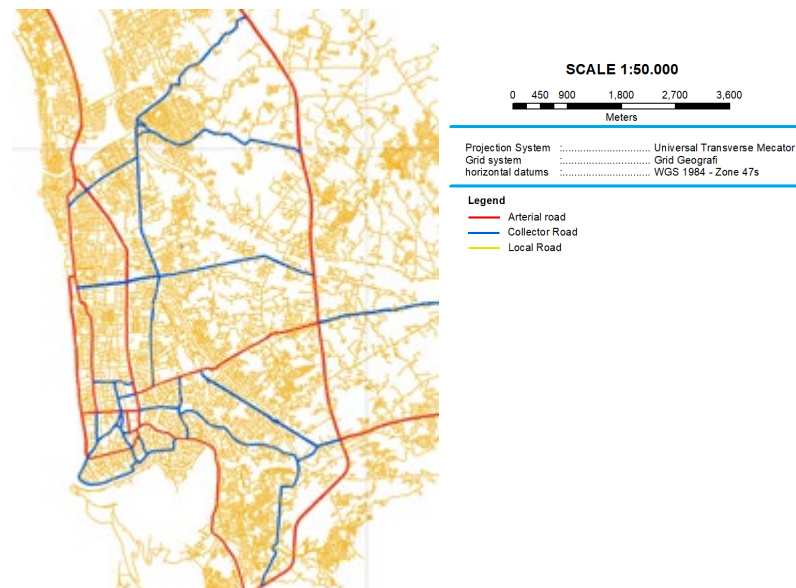 SCALE 1:50.000
0 450 900 1,800 2,700 3,600
Meters
Projection System :.............................. Universal Transverse Mecator
Grid system :.............................. Grid Geografi
horizontal datums :.............................. WGS 1984 - Zone 47s
Legend
Arterial road
Collector Road
Local Road